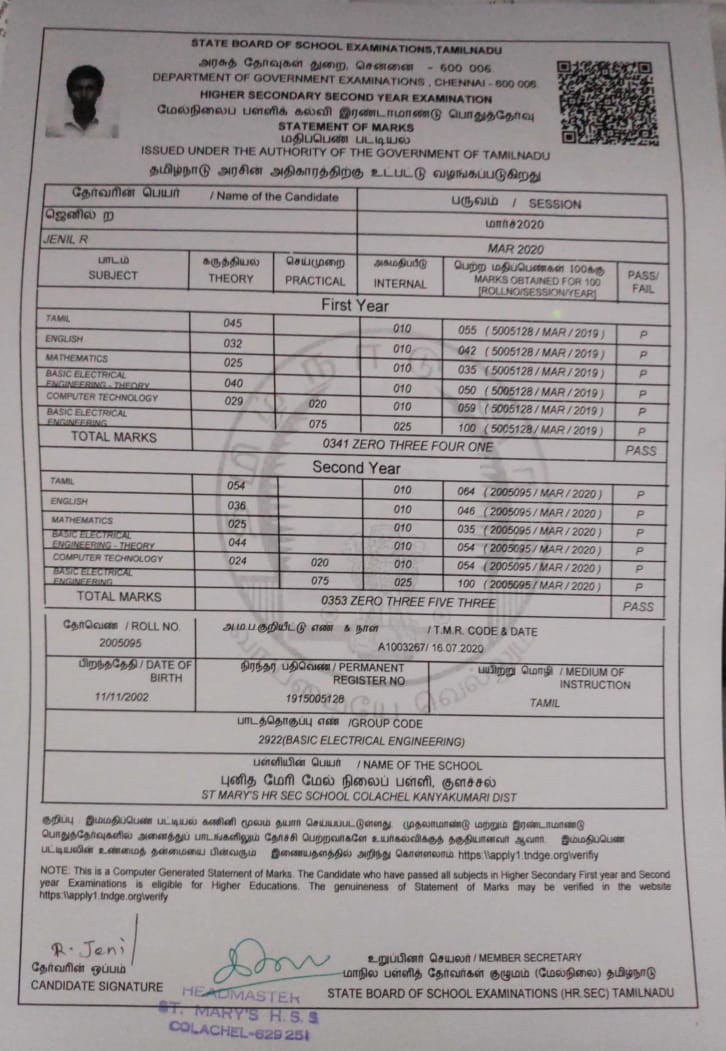 STATE BOARD OF SCHOOL EXAMINATIONS,TAMILNADU
அரசுத் தேர்வுகள் துறை, சென்னை - 600 006.
DEPARTMENT OF GOVERNMENT EXAMINATIONS , CHENNAI - 600 006.
HIGHER SECONDARY SECOND YEAR EXAMINATION
மேல்நிலைப் பள்ளிக் கல்வி இரண்டாமாண்டு பொதுத்தேர்வு
STATEMENT OF MARKS
மதிப்பெண் பட்டியல்
ISSUED UNDER THE AUTHORITY OF THE GOVERNMENT OF TAMILNADU
தமிழ்நாடு அரசின் அதிகாரத்திற்கு உட்பட்டு வழங்கப்படுகிறது
தேர்வரின் பெயர் / Name of the Candidate பருவம் / SESSION
ஜெனில் ற மார்ச்2020
JENIL R MAR 2020
பாடம் கருத்தியல் செய்முறை அகமதிப்பீடு பெற்ற மதிப்பெண்கள் 100க்கு PASS/
SUBJECT THEORY PRACTICAL INTERNAL MARKS OBTAINED FOR 100 FAIL
[ROLLNO/SESSION/YEAR]
First Year
TAMIL 045 010 055 ( 5005128 / MAR / 2019 ) P
ENGLISH 032 010 042 ( 5005128 / MAR / 2019 ) P
MATHEMATICS 025 010 035 ( 5005128 / MAR / 2019 ) P
BASIC ELECTRICAL
ENGINEERING - THEORY 040 010 050 ( 5005128 / MAR / 2019 ) P
COMPUTER TECHNOLOGY 029 020 010 059 ( 5005128 / MAR / 2019 ) P
BASIC ELECTRICAL
ENGINEERING 075 025 100 ( 5005128 / MAR / 2019 ) P
TOTAL MARKS 0341 ZERO THREE FOUR ONE PASS
Second Year
TAMIL 054 010 064 ( 2005095 / MAR / 2020 ) P
ENGLISH 036 010 046 ( 2005095 / MAR / 2020 ) P
MATHEMATICS 025 010 035 ( 2005095 / MAR / 2020 ) P
BASIC ELECTRICAL
ENGINEERING - THEORY 044 010 054 ( 2005095 / MAR / 2020 ) P
COMPUTER TECHNOLOGY 024 020 010 054 ( 2005095 / MAR / 2020 ) P
BASIC ELECTRICAL
ENGINEERING 075 025 100 ( 2005095 / MAR / 2020 ) P
TOTAL MARKS 0353 ZERO THREE FIVE THREE PASS
தேர்வெண் / ROLL NO. அ.ம.ப.குறியீட்டு எண் & நாள் / T.M.R. CODE & DATE
2005095 A1003267/ 16.07.2020
பிறந்ததேதி / DATE OF BIRTH நிரந்தர பதிவெண் / PERMANENT REGISTER NO பயிற்று மொழி / MEDIUM OF INSTRUCTION
11/11/2002 1915005128 TAMIL
பாடத்தொகுப்பு எண் /GROUP CODE
2922(BASIC ELECTRICAL ENGINEERING)
பள்ளியின் பெயர் / NAME OF THE SCHOOL
புனித மேரி மேல் நிலைப் பள்ளி, குளச்சல்
ST MARY'S HR SEC SCHOOL COLACHEL KANYAKUMARI DIST
குறிப்பு : இம்மதிப்பெண் பட்டியல் கணினி மூலம் தயார் செய்யப்பட்டுள்ளது. முதலாமாண்டு மற்றும் இரண்டாமாண்டு
பொதுத்தேர்வுகளில் அனைத்துப் பாடங்களிலும் தேர்ச்சி பெற்றவர்களே உயர்கல்விக்குத் தகுதியானவர் ஆவார். இம்மதிப்பெண்
பட்டியலின் உண்மைத் தன்மையை பின்வரும் இணையதளத்தில் அறிந்து கொள்ளலாம் https:\\apply1.tndge.org\verifiy
NOTE: This is a Computer Generated Statement of Marks. The Candidate who have passed all subjects in Higher Secondary First year and Second
year Examinations is eligible for Higher Educations. The genuineness of Statement of Marks may be verified in the website
https:\\apply1.tndge.org\verify
R. Jenil
தேர்வரின் ஒப்பம்
CANDIDATE SIGNATURE
HEADMASTER
ST. MARY'S H.S.S
COLACHEL-629 251
உறுப்பினர் செயலர் / MEMBER SECRETARY
மாநில பள்ளித் தேர்வுகள் குழுமம் (மேல்நிலை) தமிழ்நாடு
STATE BOARD OF SCHOOL EXAMINATIONS (HR.SEC) TAMILNADU